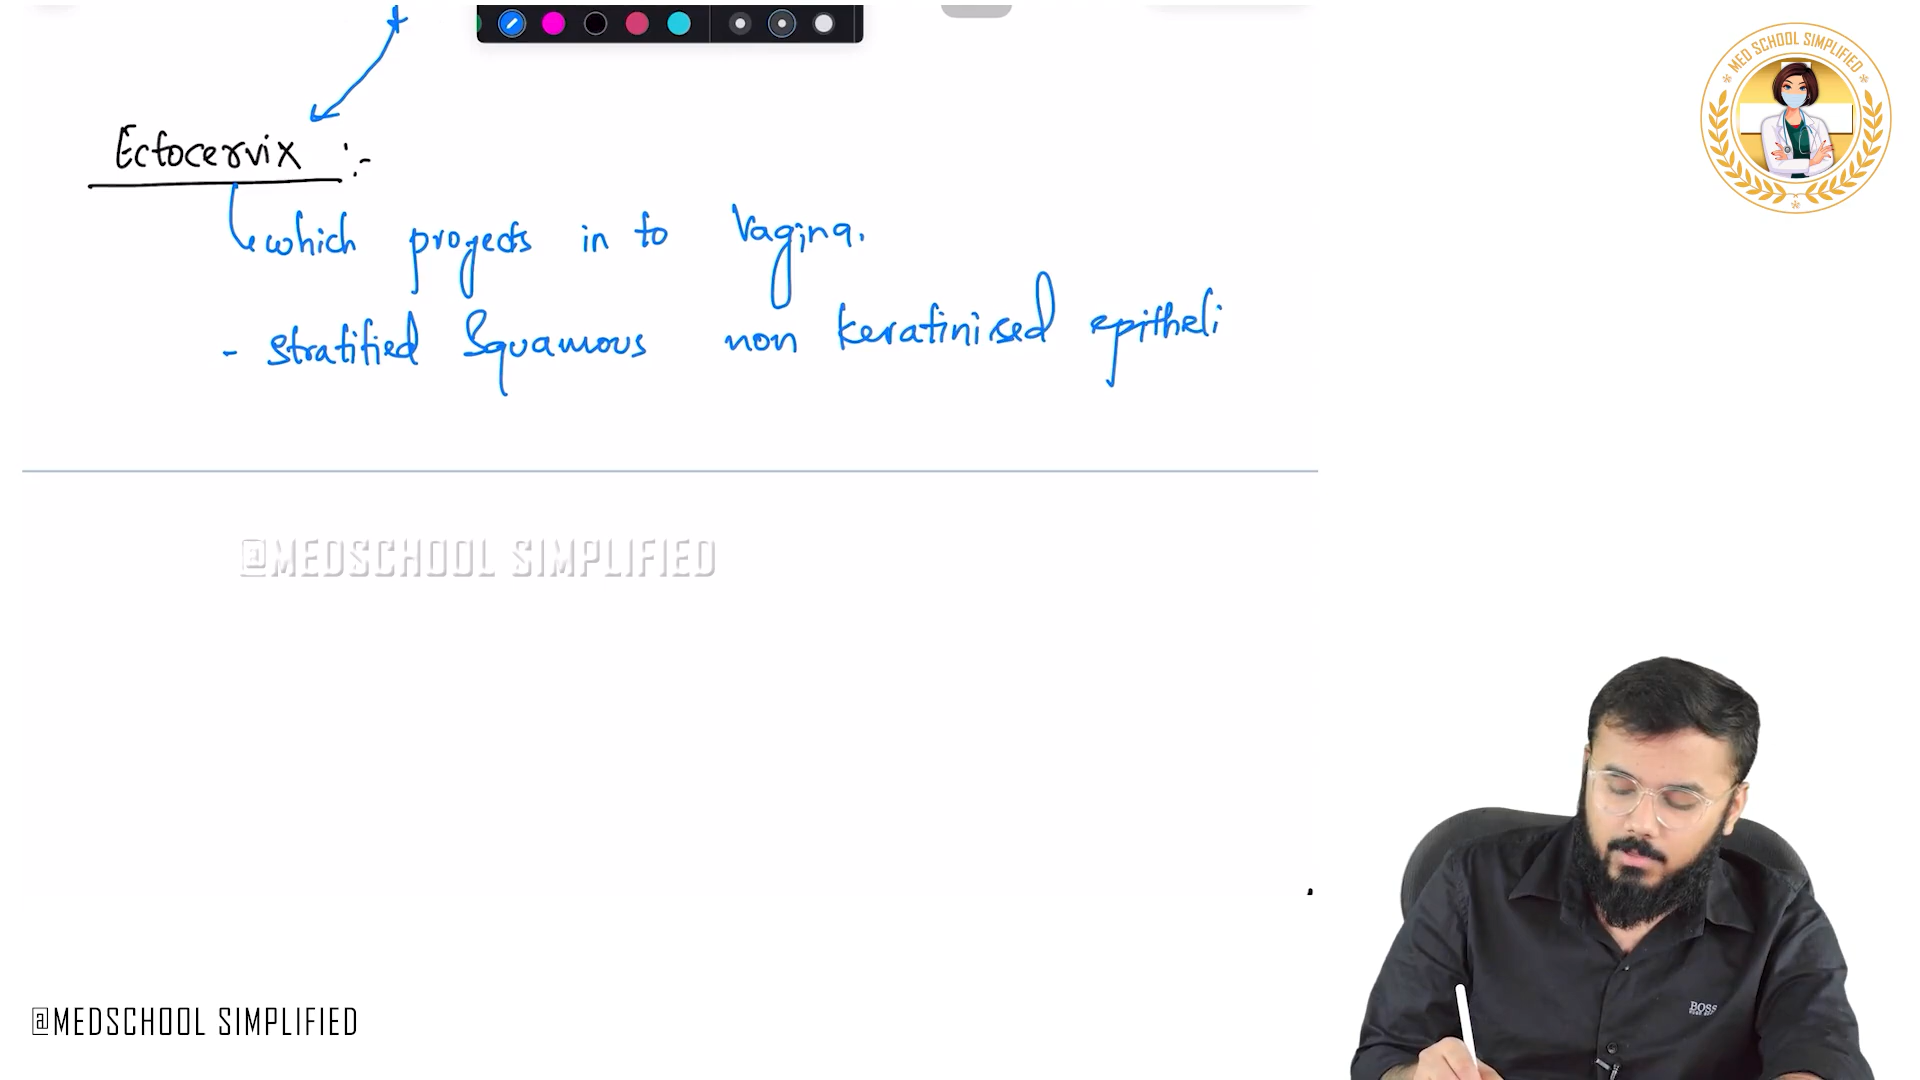 MED SCHOOL SIMPLIFIED
Ectocervix :-
which projects in to Vagina.
- stratified Squamous non keratinised epitheli
@MEDSCHOOL SIMPLIFIED
BOSS
@MEDSCHOOL SIMPLIFIED